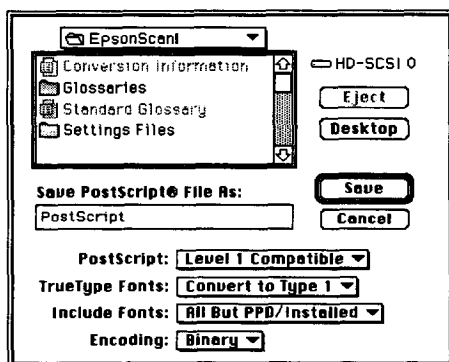 EpsonScan!
Conversion Information
Glossaries
Standard Glossary
Settings Files
HD-SCSI 0
Eject
Desktop
Save PostScript® File As:
PostScript
Save
Cancel
PostScript: Level 1 Compatible
TrueType Fonts: Convert to Type 1
Include Fonts: All But PPD/Installed
Encoding: Binary